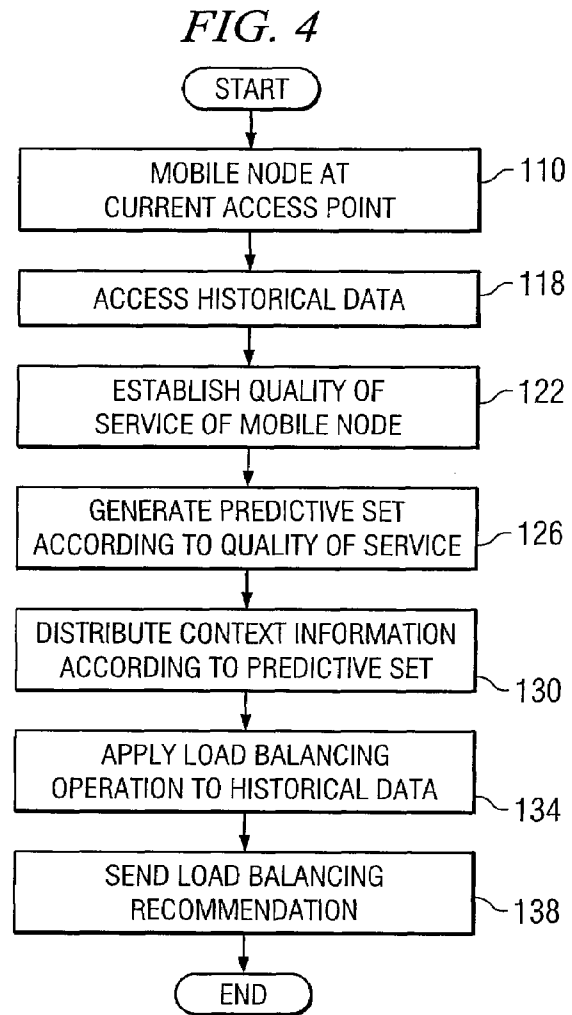 FIG. 4
START
MOBILE NODE AT
CURRENT ACCESS POINT
110
ACCESS HISTORICAL DATA
118
ESTABLISH QUALITY OF
SERVICE OF MOBILE NODE
122
GENERATE PREDICTIVE SET
ACCORDING TO QUALITY OF SERVICE
126
DISTRIBUTE CONTEXT INFORMATION
ACCORDING TO PREDICTIVE SET
130
APPLY LOAD BALANCING
OPERATION TO HISTORICAL DATA
134
SEND LOAD BALANCING
RECOMMENDATION
138
END